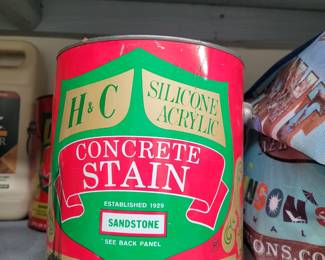 H & C
SILICONE
ACRYLIC
CONCRETE
STAIN
ESTABLISHED 1929
SANDSTONE
SEE BACK PANEL